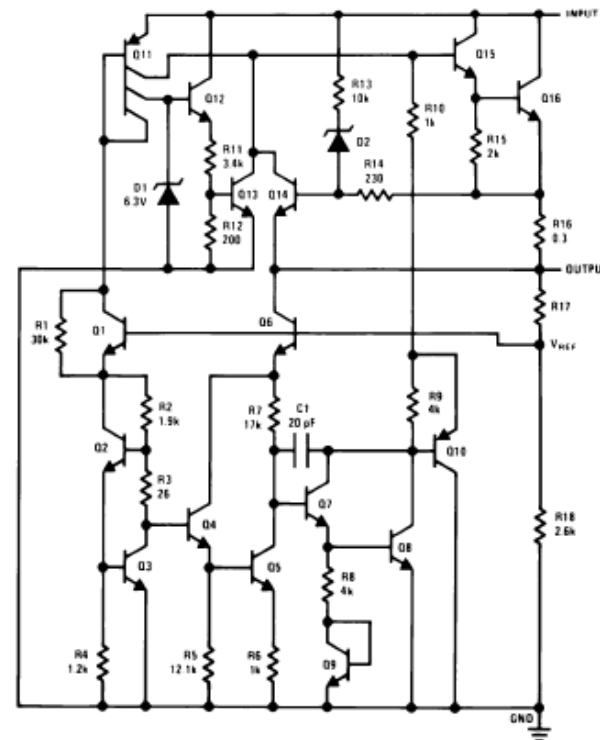 INPUT
Q11
Q15
Q12
Q16
R13
10k
R10
1k
D2
R15
2k
R11
3.4k
R14
230
D1
6.3V
Q13
Q14
R12
200
R16
0.3
OUTPUT
R17
R1
30k
Q1
Q6
VREF
R2
1.9k
R7
17k
C1
20 pF
R9
4k
Q2
Q10
R3
26
Q4
Q7
R18
2.6k
Q3
Q5
Q8
R8
4k
R4
1.2k
R5
12.1k
R6
1k
Q9
GND